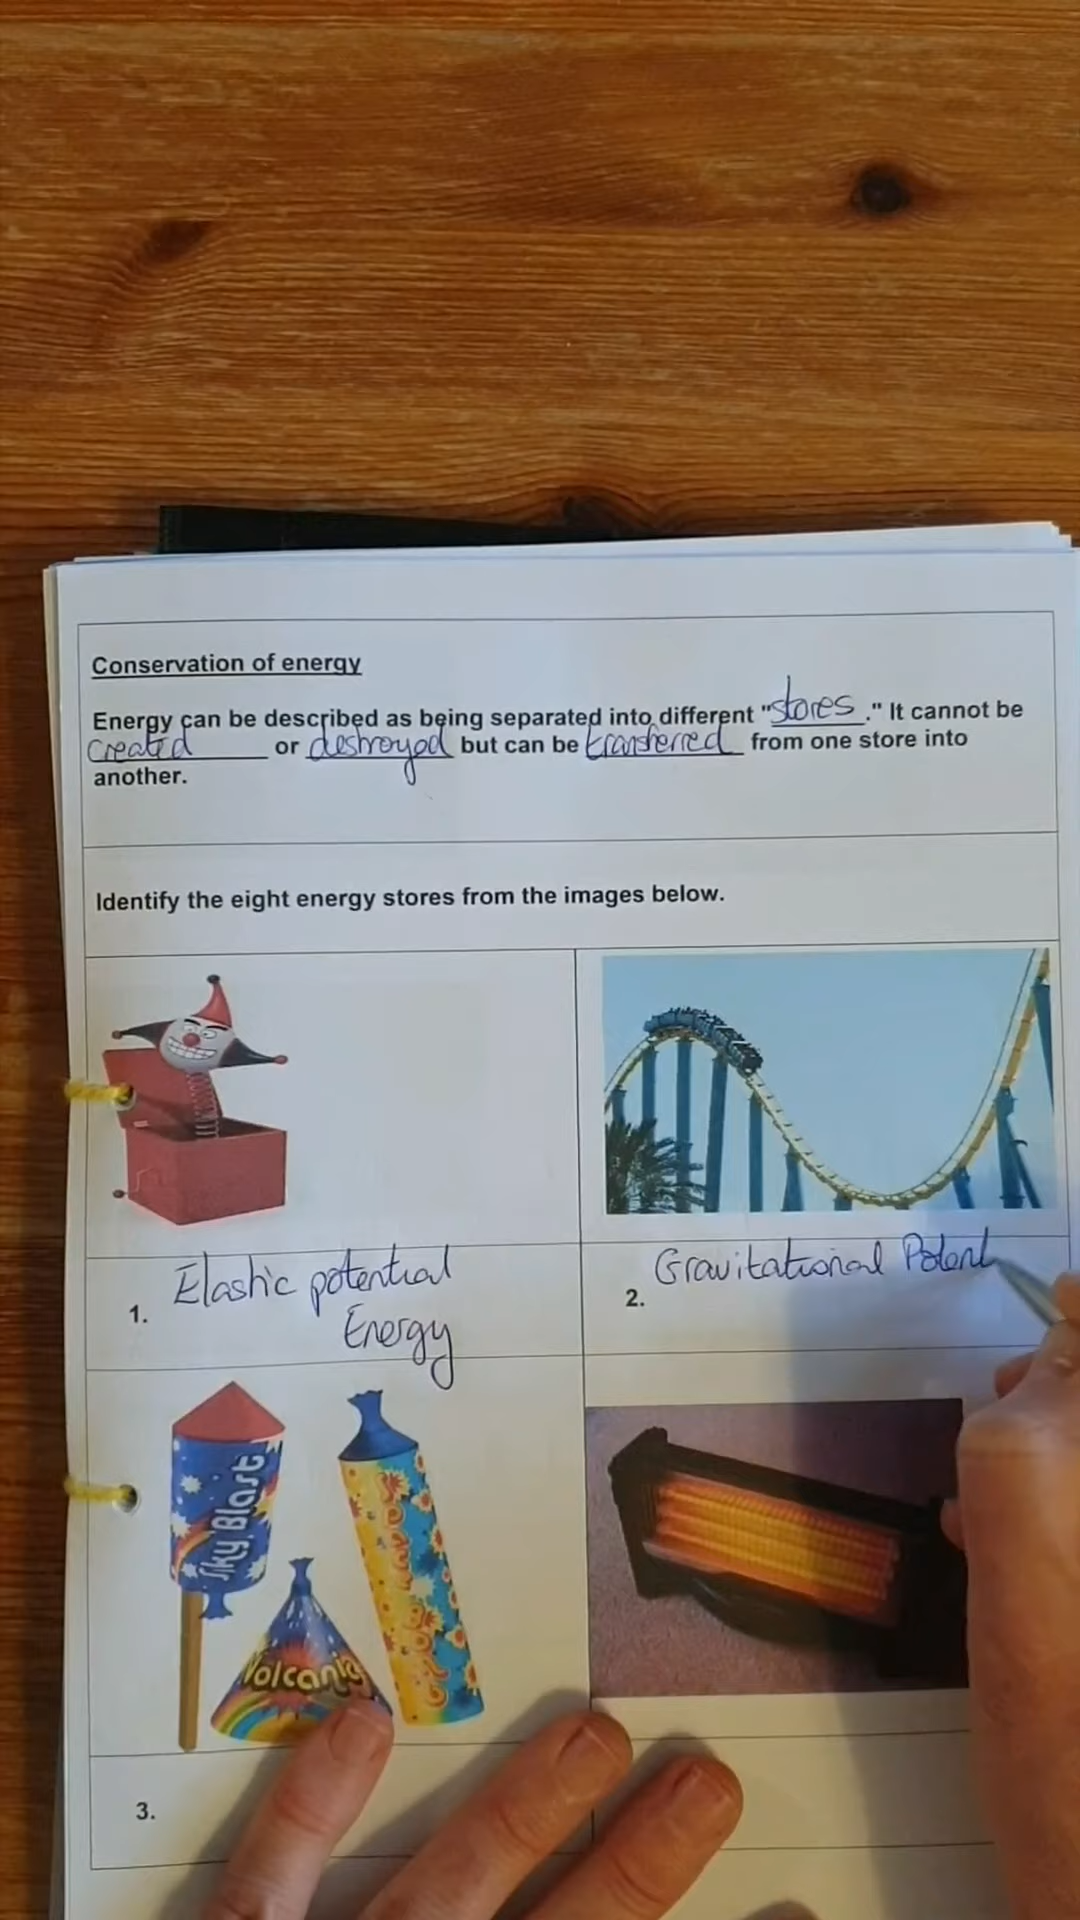 Conservation of energy
Energy can be described as being separated into different "stores." It cannot be
created or destroyed but can be transferred from one store into
another.
Identify the eight energy stores from the images below.
1. Elastic potential
Energy
2. Gravitational Potent
Sky Blast
Volcanic
3.